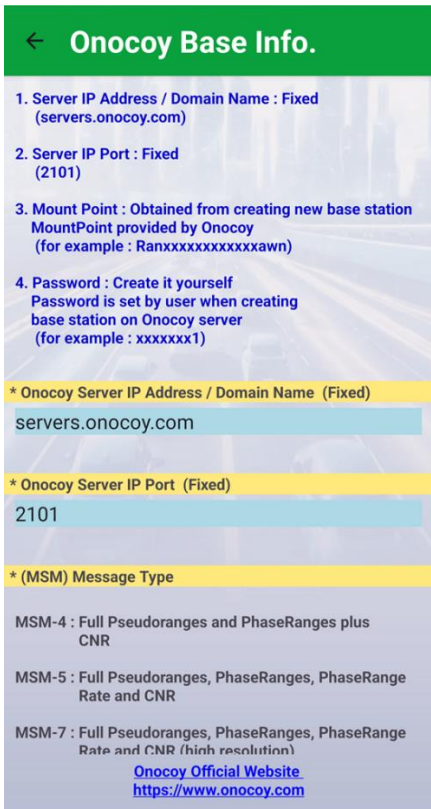 ← Onocoy Base Info.
1. Server IP Address / Domain Name : Fixed
(servers.onocoy.com)
2. Server IP Port : Fixed
(2101)
3. Mount Point : Obtained from creating new base station
MountPoint provided by Onocoy
(for example : Ranxxxxxxxxxxxxawn)
4. Password : Create it yourself
Password is set by user when creating
base station on Onocoy server
(for example : xxxxxxx1)
* Onocoy Server IP Address / Domain Name (Fixed)
servers.onocoy.com
* Onocoy Server IP Port (Fixed)
2101
* (MSM) Message Type
MSM-4 : Full Pseudoranges and PhaseRanges plus
CNR
MSM-5 : Full Pseudoranges, PhaseRanges, PhaseRange
Rate and CNR
MSM-7 : Full Pseudoranges, PhaseRanges, PhaseRange
Rate and CNR (high resolution)
Onocoy Official Website
https://www.onocoy.com